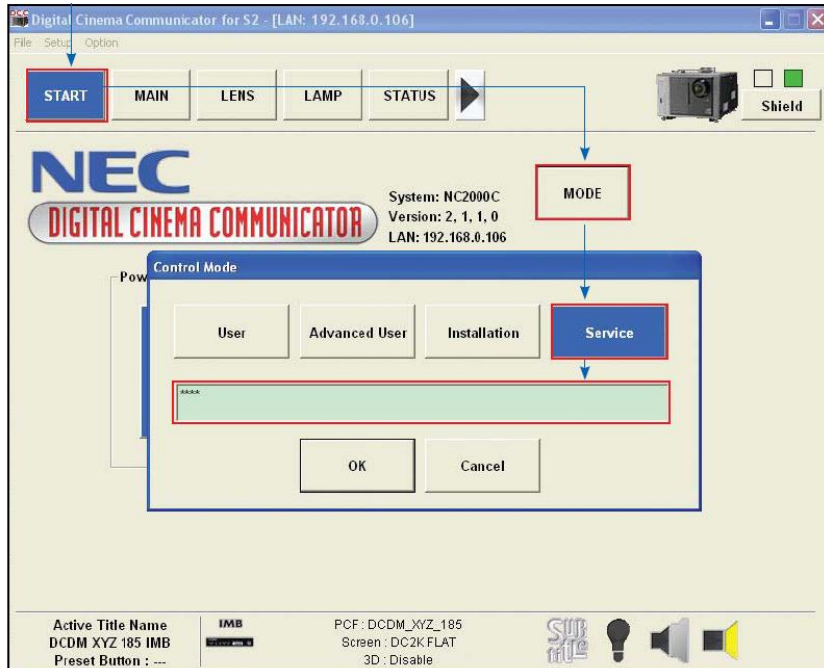 Digital Cinema Communicator for S2 - [LAN: 192.168.0.106]
File Setup Option
START MAIN LENS LAMP STATUS
Shield
NEC
DIGITAL CINEMA COMMUNICATOR
System: NC2000C
Version: 2, 1, 1, 0
LAN: 192.168.0.106
MODE
Pow
Control Mode
User Advanced User Installation Service
****
OK Cancel
Active Title Name
DCDM XYZ 185 IMB
Preset Button : ---
IMB
PCF : DCDM_XYZ_185
Screen : DC2K FLAT
3D : Disable
SUB
TITLE